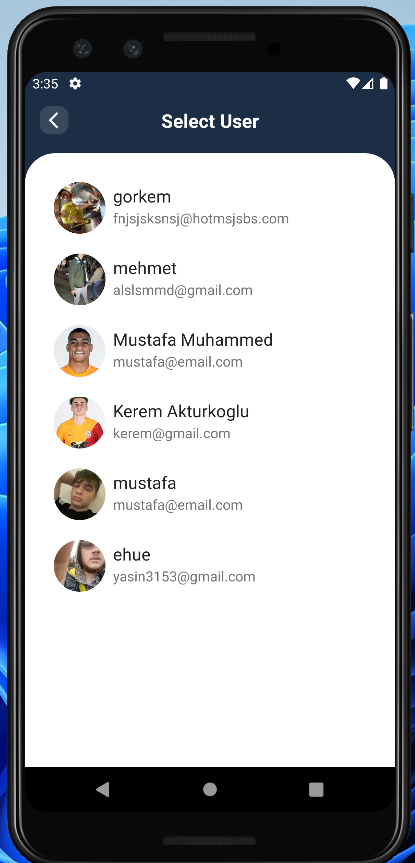 3:35
Select User
gorkem
fnjsjsksnsj@hotmsjsbs.com
mehmet
alslsmmd@gmail.com
Mustafa Muhammed
mustafa@email.com
Kerem Akturkoglu
kerem@gmail.com
mustafa
mustafa@email.com
ehue
yasin3153@gmail.com